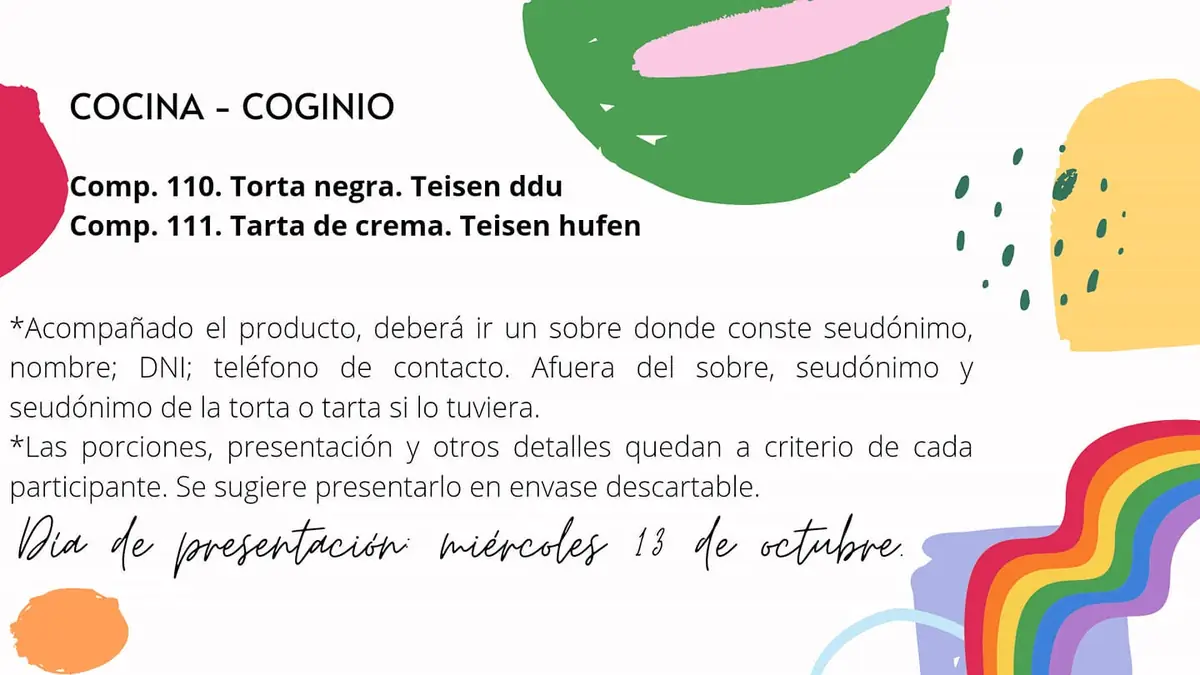 COCINA - COGINIO
Comp. 110. Torta negra. Teisen ddu
Comp. 111. Tarta de crema. Teisen hufen
*Acompañado el producto, deberá ir un sobre donde conste seudónimo,
nombre; DNI; teléfono de contacto. Afuera del sobre, seudónimo y
seudónimo de la torta o tarta si lo tuviera.
*Las porciones, presentación y otros detalles quedan a criterio de cada
participante. Se sugiere presentarlo en envase descartable.
Día de presentación: miércoles 13 de octubre.